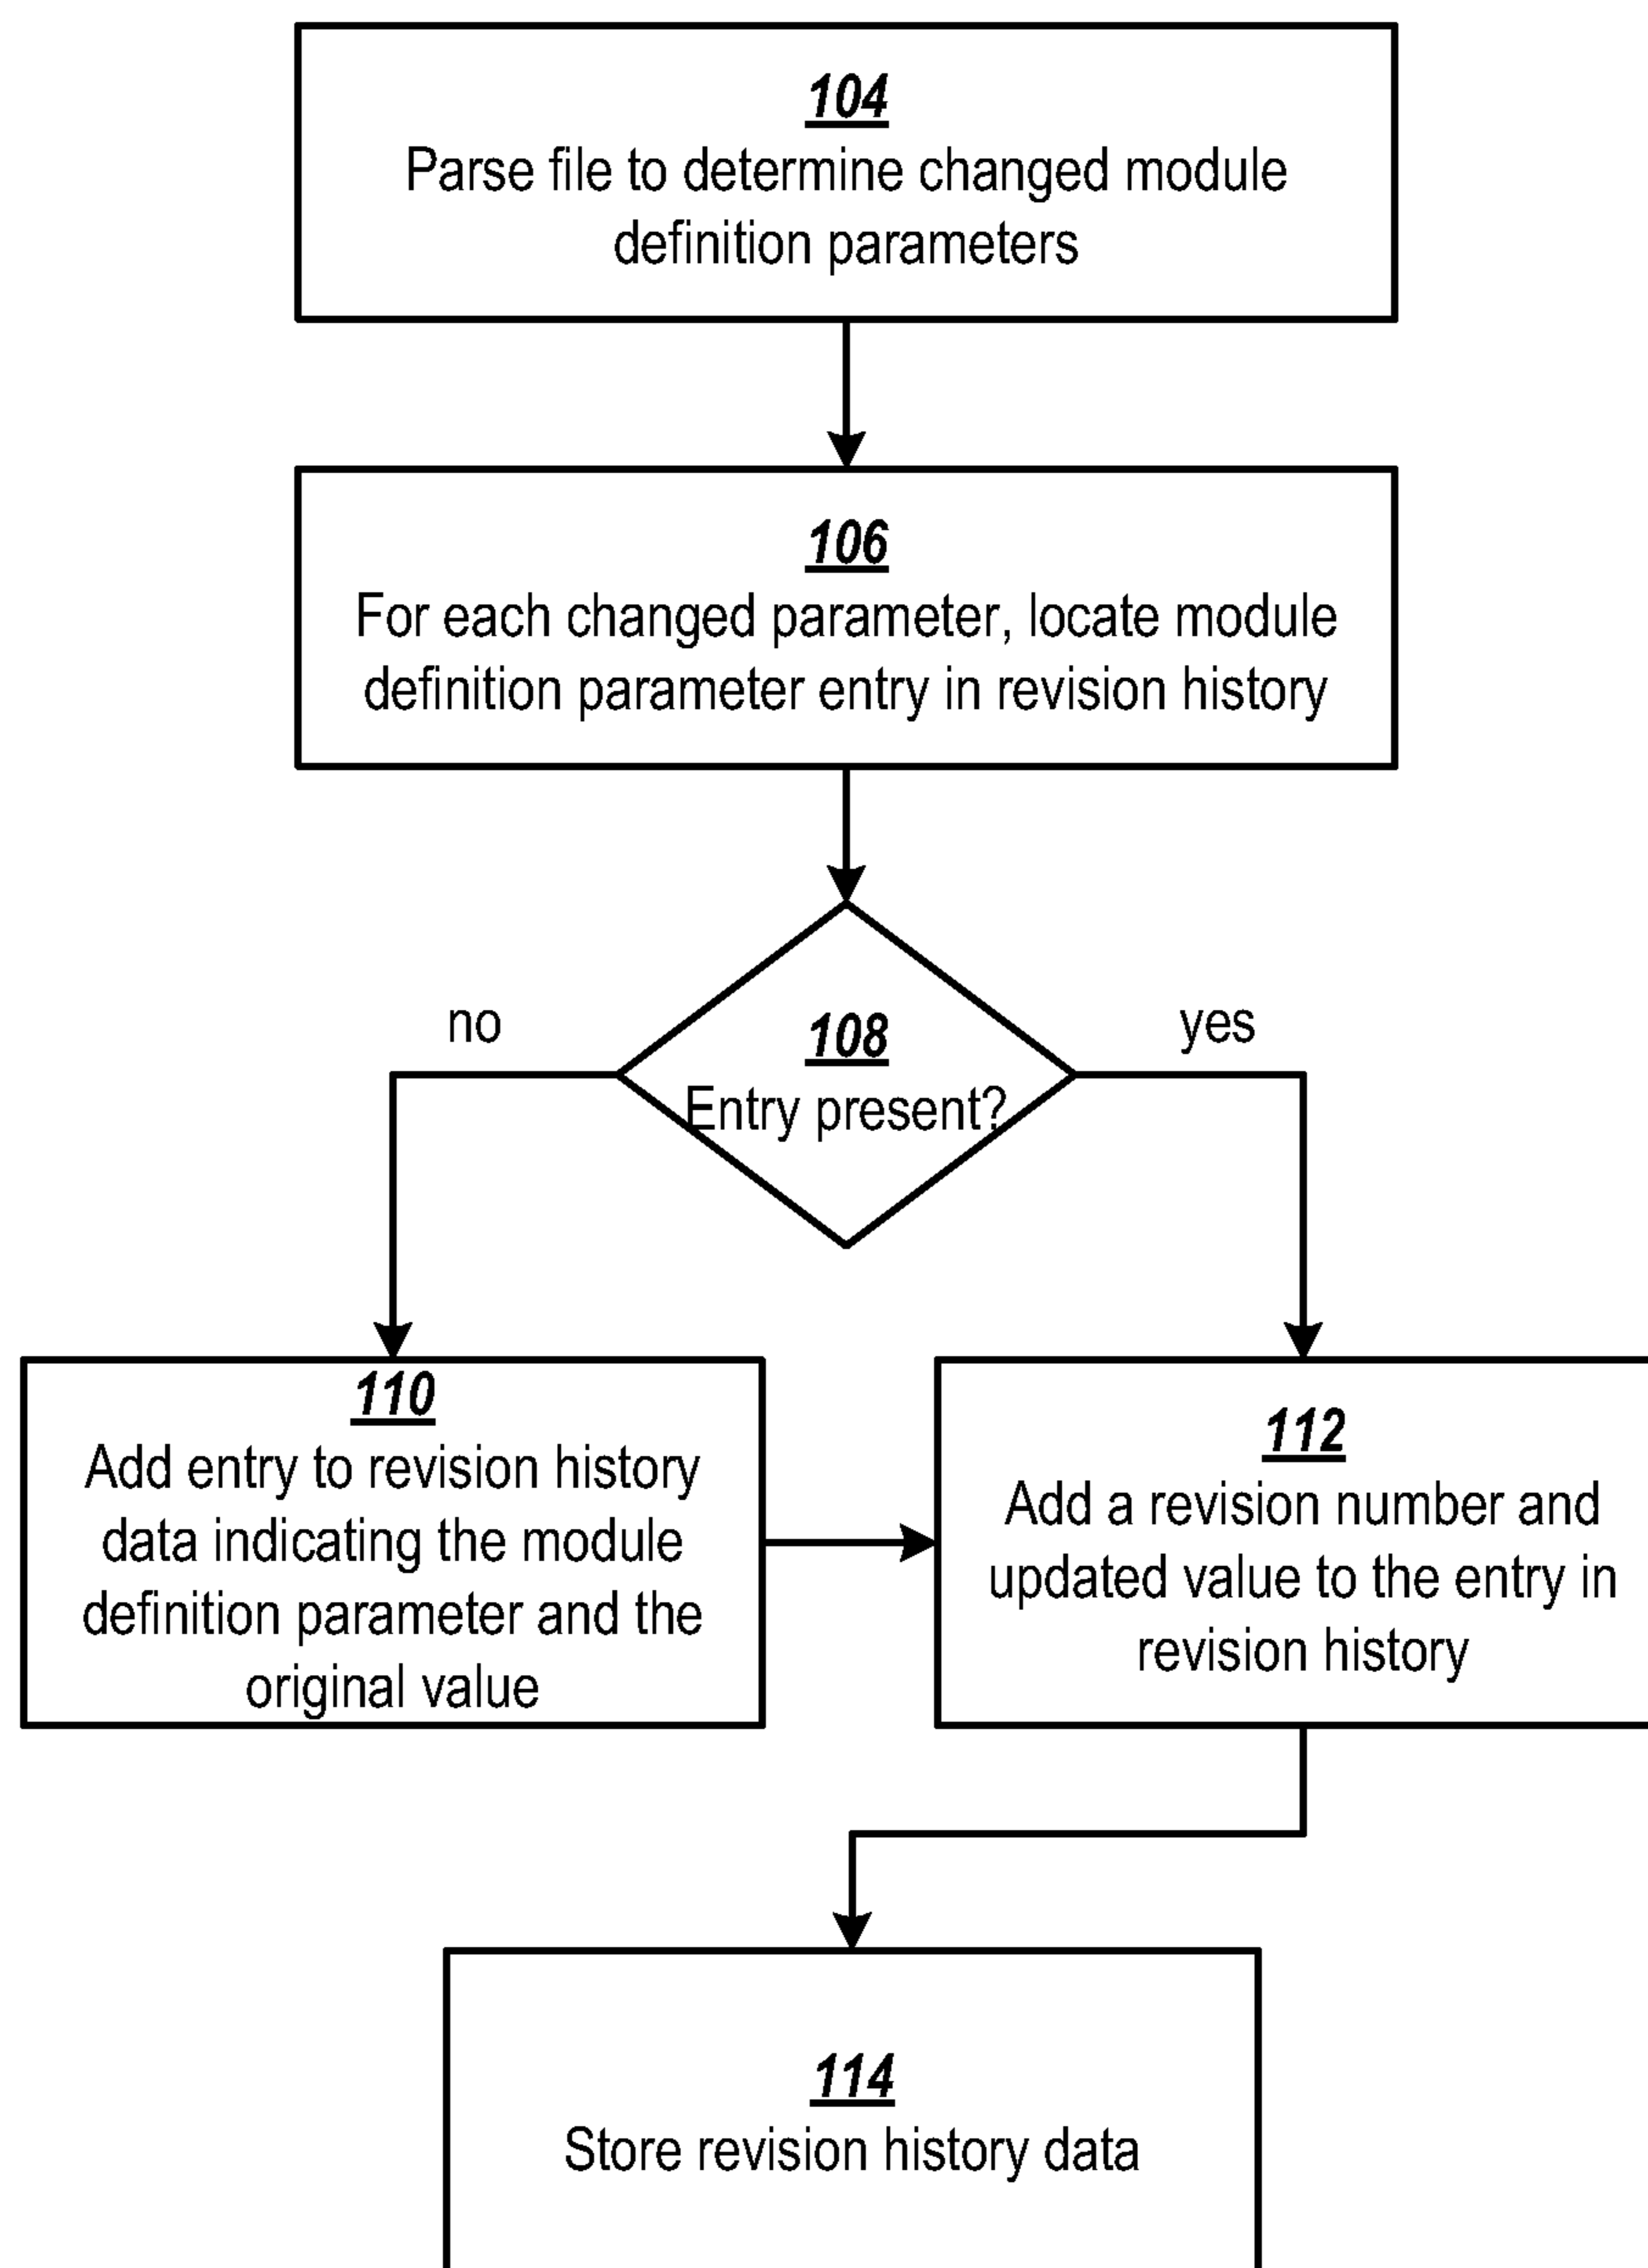 104
Parse file to determine changed module
definition parameters
106
For each changed parameter, locate module
definition parameter entry in revision history
no
108
yes
Entry present?
110
Add entry to revision history
data indicating the module
definition parameter and the
original value
112
Add a revision number and
updated value to the entry in
revision history
114
Store revision history data